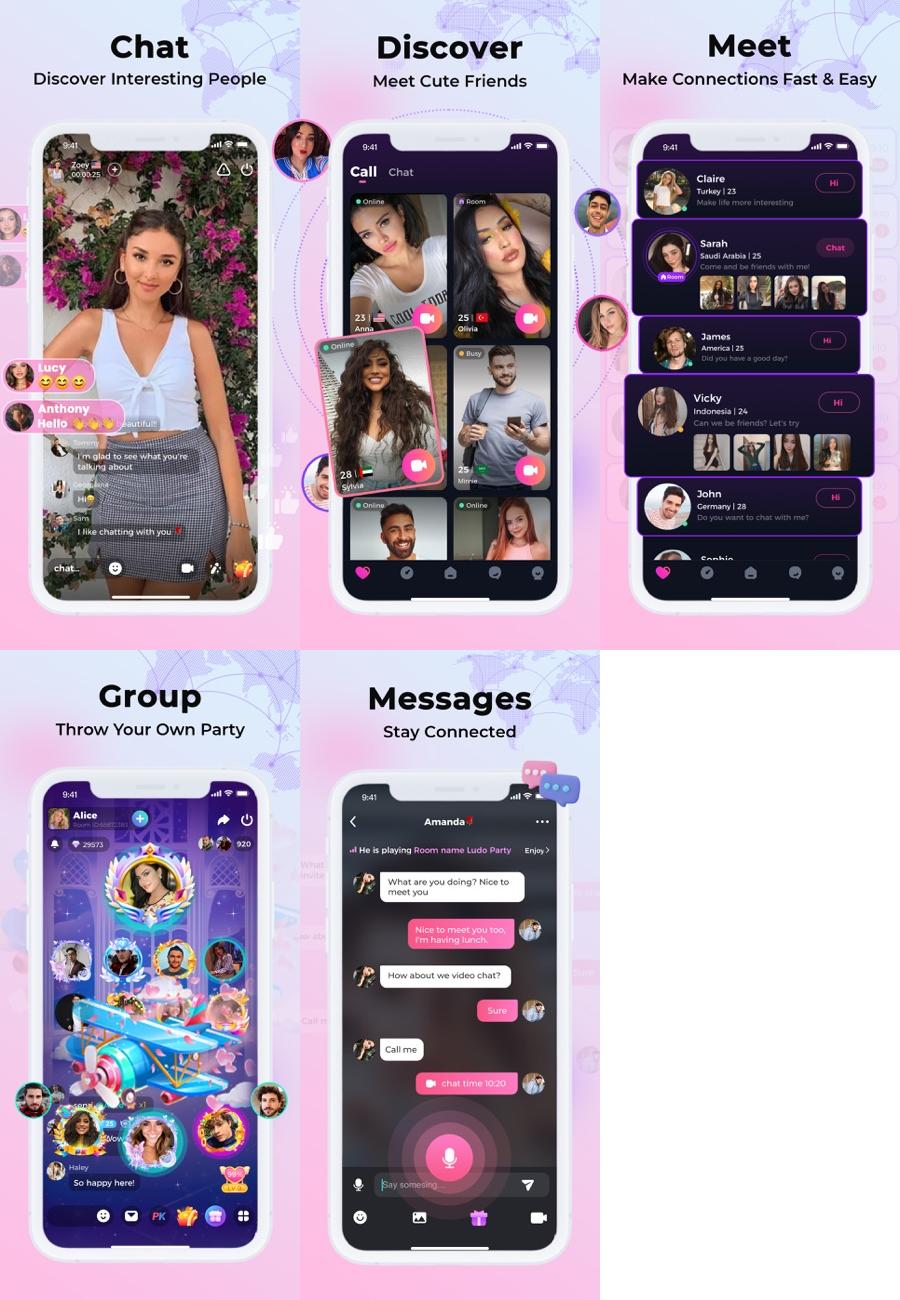 Chat
Discover Interesting People
9:41
Zoey
00:00:25
Lucy
Anthony
Hello
eautiful!!
Tommy
I'm glad to see what you're
talking about
Georgeina
Hi
Sam
I like chatting with you
chat...
Discover
Meet Cute Friends
9:41
Call
Chat
Online
Room
23
Anna
25
Olivia
Online
Busy
28
Sylvia
25
Minnie
Online
Online
Meet
Make Connections Fast & Easy
9:41
Claire
Hi
Turkey | 23
Make life more interesting
Sarah
Chat
Saudi Arabia | 25
Come and be friends with me!
Room
James
Hi
America | 25
Did you have a good day?
Vicky
Hi
Indonesia | 24
Can we be friends? Let's try
John
Hi
Germany | 28
Do you want to chat with me?
Sophie
Group
Throw Your Own Party
9:41
Alice
29573
920
x1
25
Now
Haley
So happy here!
99%
LV.9
PK
Messages
Stay Connected
9:41
Amanda
He is playing Room name Ludo Party
Enjoy
What are you doing? Nice to
meet you
Nice to meet you too,
I'm having lunch.
How about we video chat?
Sure
Call me
chat time 10:20
Say somesing...